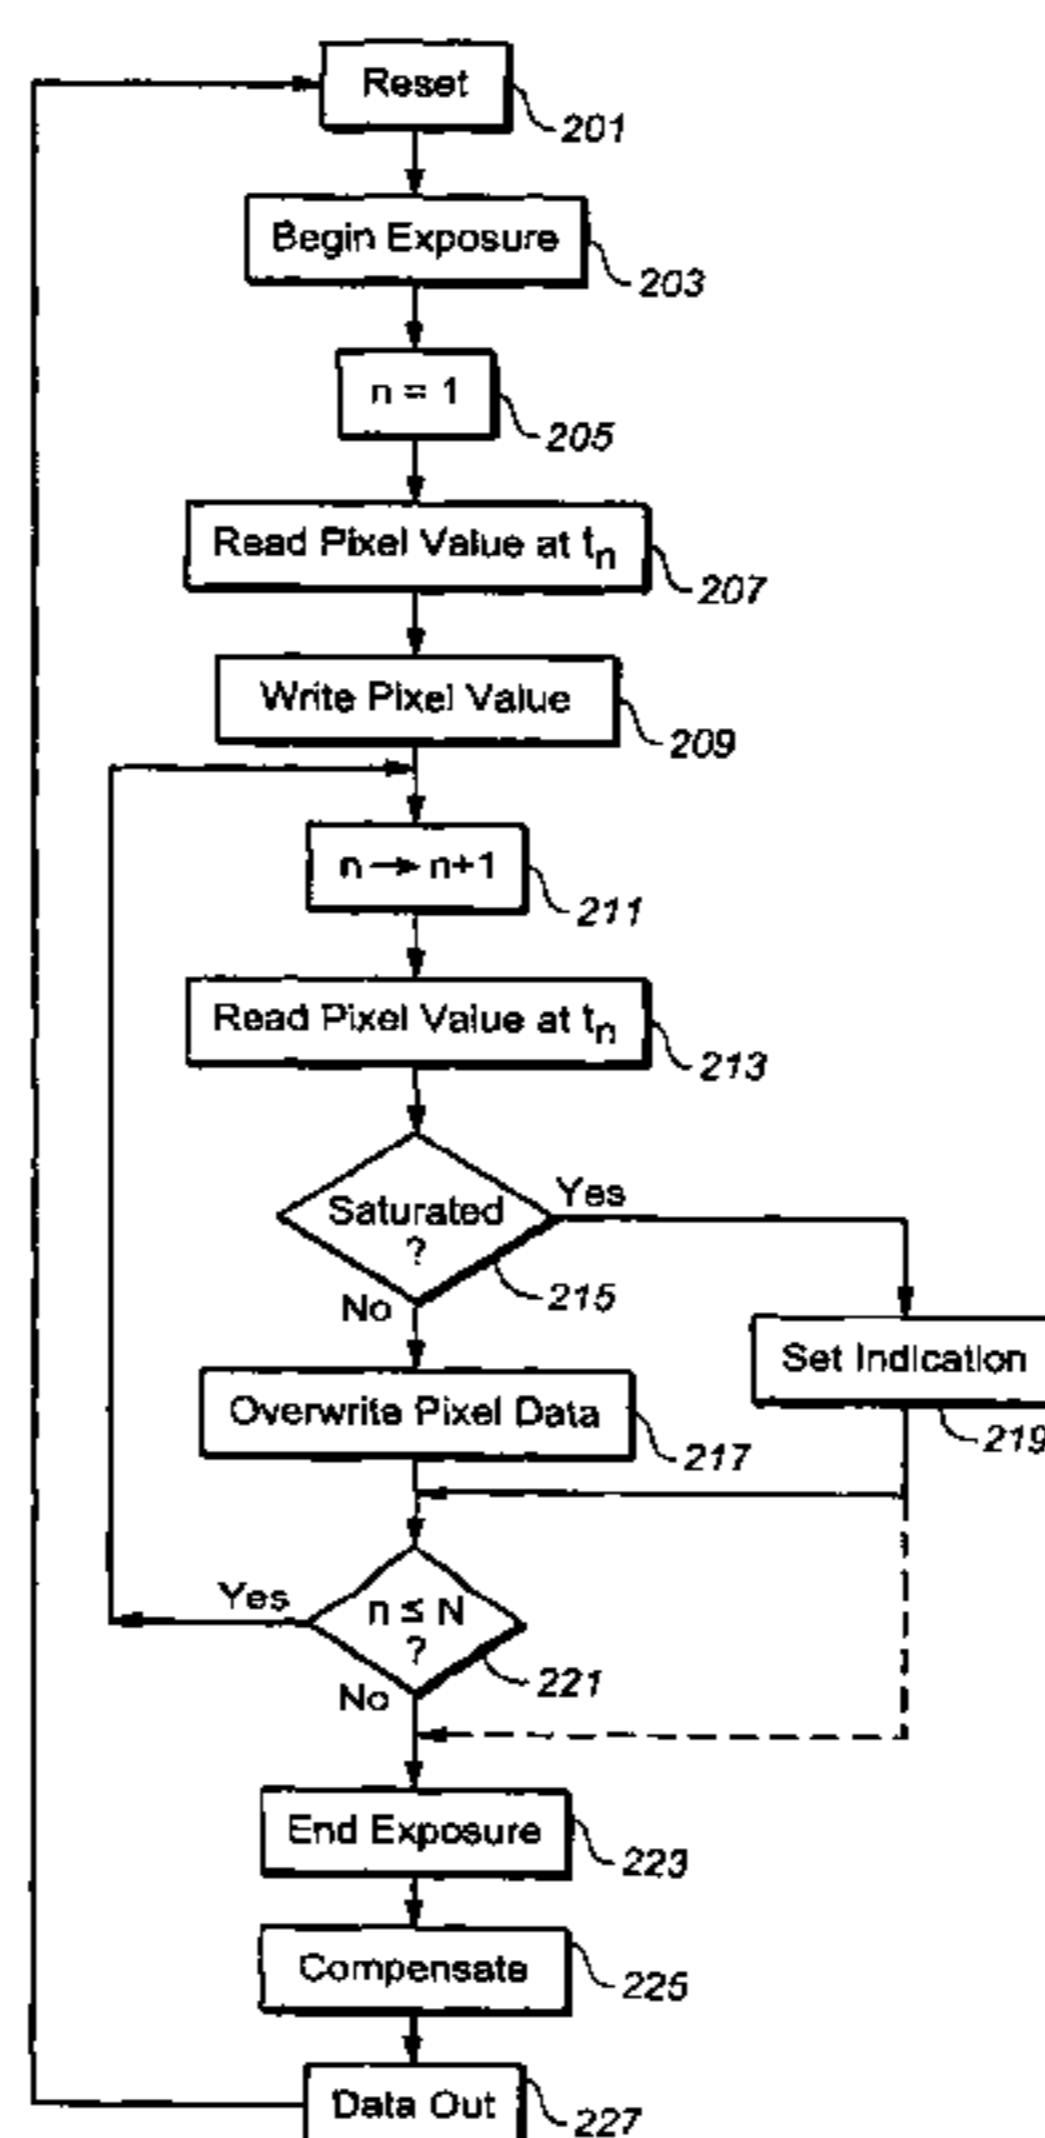 Reset
201
Begin Exposure
203
n = 1
205
Read Pixel Value at tn
207
Write Pixel Value
209
n → n+1
211
Read Pixel Value at tn
213
Saturated
?
Yes
215
No
Set Indication
219
Overwrite Pixel Data
217
Yes
n ≤ N
?
221
No
End Exposure
223
Compensate
225
Data Out
227